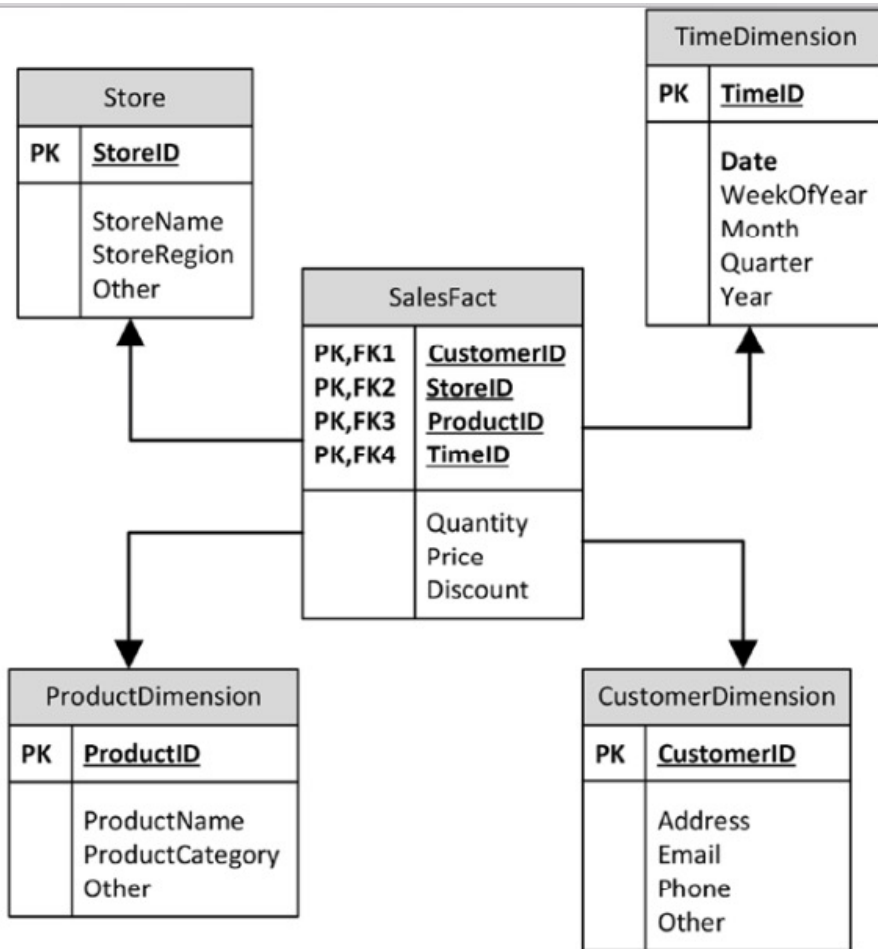 Store
PK StoreID
StoreName
StoreRegion
Other
TimeDimension
PK TimeID
Date
WeekOfYear
Month
Quarter
Year
SalesFact
PK,FK1 CustomerID
PK,FK2 StoreID
PK,FK3 ProductID
PK,FK4 TimeID
Quantity
Price
Discount
ProductDimension
PK ProductID
ProductName
ProductCategory
Other
CustomerDimension
PK CustomerID
Address
Email
Phone
Other